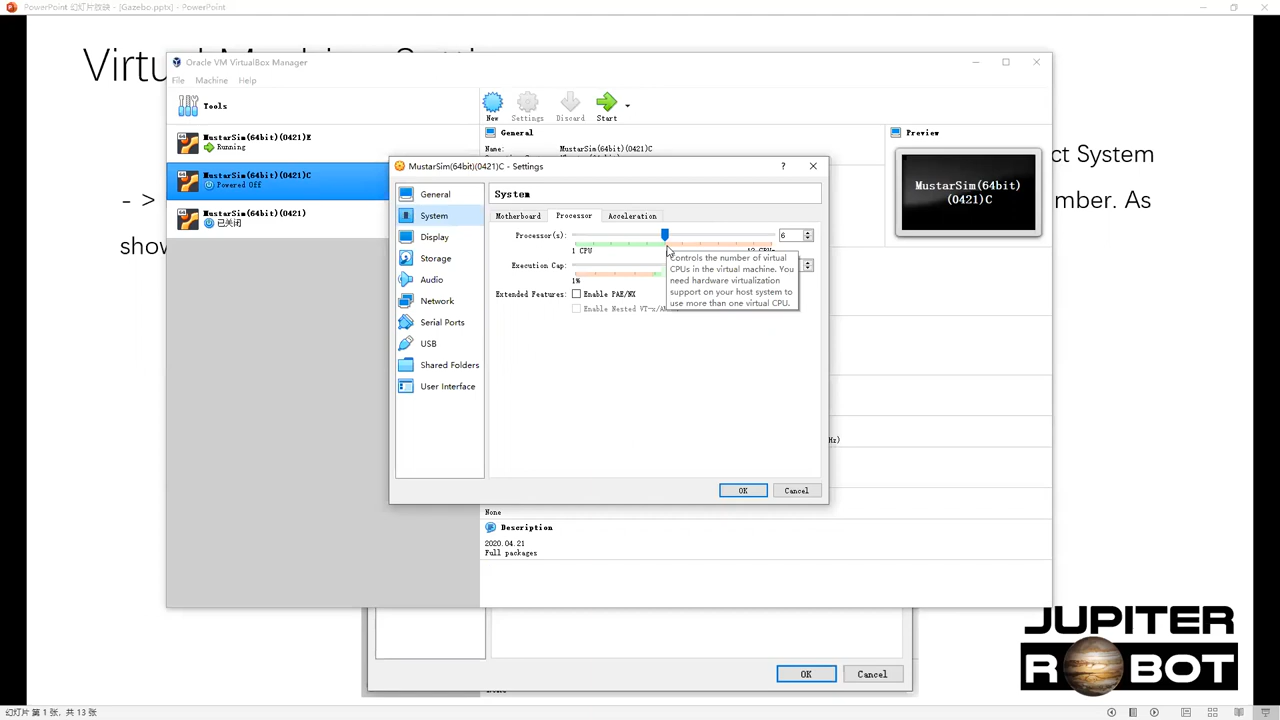 PowerPoint 幻灯片放映 - [Gazebo.pptx] - PowerPoint
Oracle VM VirtualBox Manager
File Machine Help
Tools
New Settings Discard Start
MustarSim(64bit)(0421)E
Running
MustarSim(64bit)(0421)C
Powered Off
MustarSim(64bit)(0421)
已关闭
General
Name: MustarSim(64bit)(0421)C
Preview
MustarSim(64bit)
(0421)C
ct System
- >
mber. As
MustarSim(64bit)(0421)C - Settings
?
General
System
Display
Storage
Audio
Network
Serial Ports
USB
Shared Folders
User Interface
System
Motherboard Processor Acceleration
Processor(s): 6
1 CPU
Execution Cap:
1%
Extended Features: Enable PAE/NX
Enable Nested VT-x/AM
Controls the number of virtual
CPUs in the virtual machine. You
need hardware virtualization
support on your host system to
use more than one virtual CPU.
OK Cancel
None
Description
2020.04.21
Full packages
OK Cancel
JUPITER
ROBOT
幻灯片 第 1 张，共 13 张